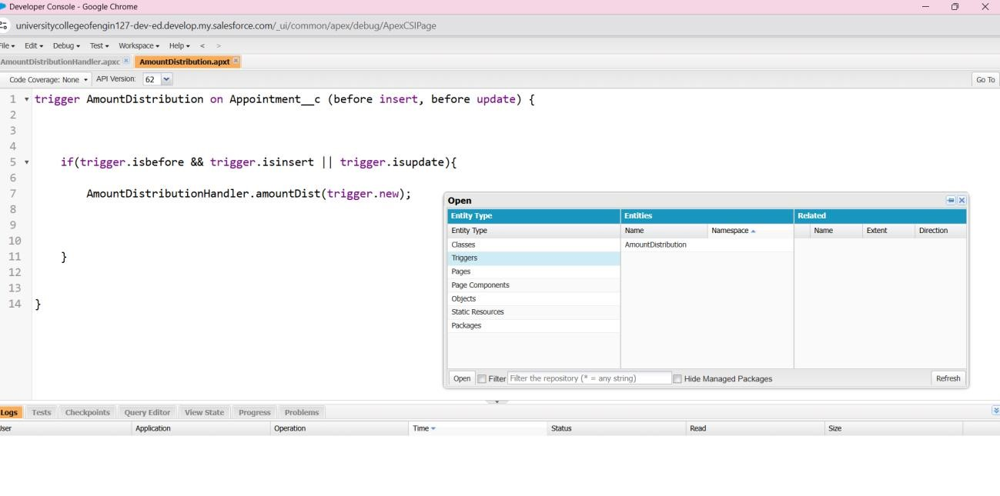 Developer Console - Google Chrome
universitycollegeofengin127-dev-ed.develop.my.salesforce.com/_ui/common/apex/debug/ApexCSIPage
File Edit Debug Test Workspace Help < >
AmountDistributionHandler.apxc AmountDistribution.apxt
Code Coverage: None API Version: 62 Go To
1 trigger AmountDistribution on Appointment__c (before insert, before update) {
2
3
4
5 if(trigger.isbefore && trigger.isinsert || trigger.isupdate){
6
7 AmountDistributionHandler.amountDist(trigger.new);
8
9
10
11 }
12
13
14 }
Open
Entity Type Entities Related
Entity Type Name Namespace Name Extent Direction
Classes AmountDistribution
Triggers
Pages
Page Components
Objects
Static Resources
Packages
Open Filter Filter the repository (* = any string) Hide Managed Packages Refresh
Logs Tests Checkpoints Query Editor View State Progress Problems
User Application Operation Time Status Read Size